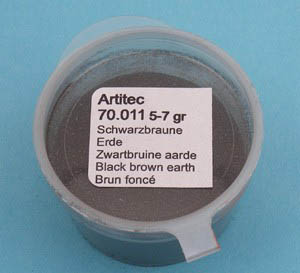 Artitec
70.011 5-7 gr
Schwarzbraune
Erde
Zwartbruine aarde
Black brown earth
Brun foncé